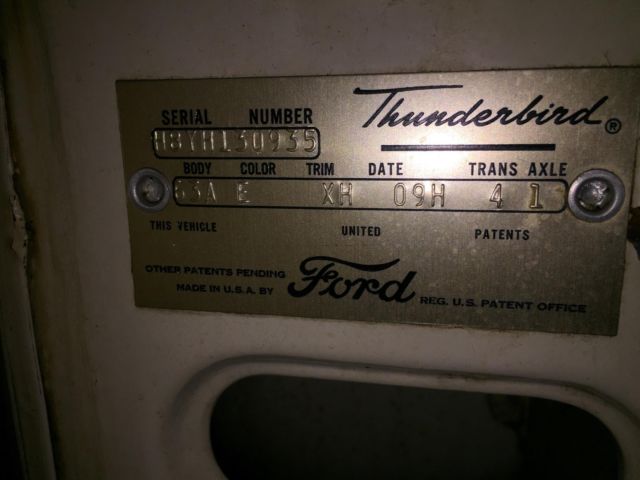 Thunderbird®
SERIAL NUMBER
H8YH130935
BODY COLOR TRIM DATE TRANS AXLE
63A E XH 09H 4 1
THIS VEHICLE UNITED PATENTS
OTHER PATENTS PENDING
MADE IN U.S.A. BY Ford REG. U.S. PATENT OFFICE